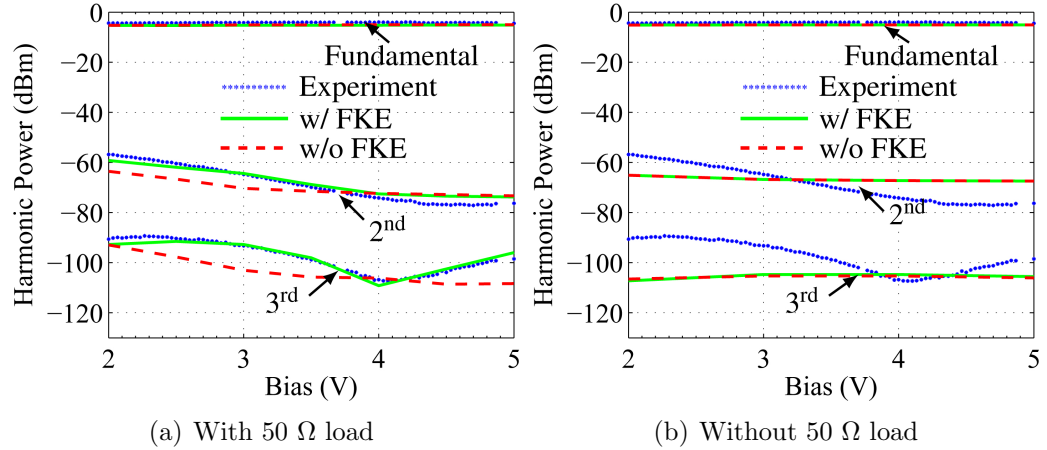 0
−20
−40
−60
−80
−100
−120
Harmonic Power (dBm)
Fundamental
Experiment
w/ FKE
w/o FKE
2nd
3rd
2 3 4 5
Bias (V)
(a) With 50 Ω load
0
−20
−40
−60
−80
−100
−120
Harmonic Power (dBm)
Fundamental
Experiment
w/ FKE
w/o FKE
2nd
3rd
2 3 4 5
Bias (V)
(b) Without 50 Ω load